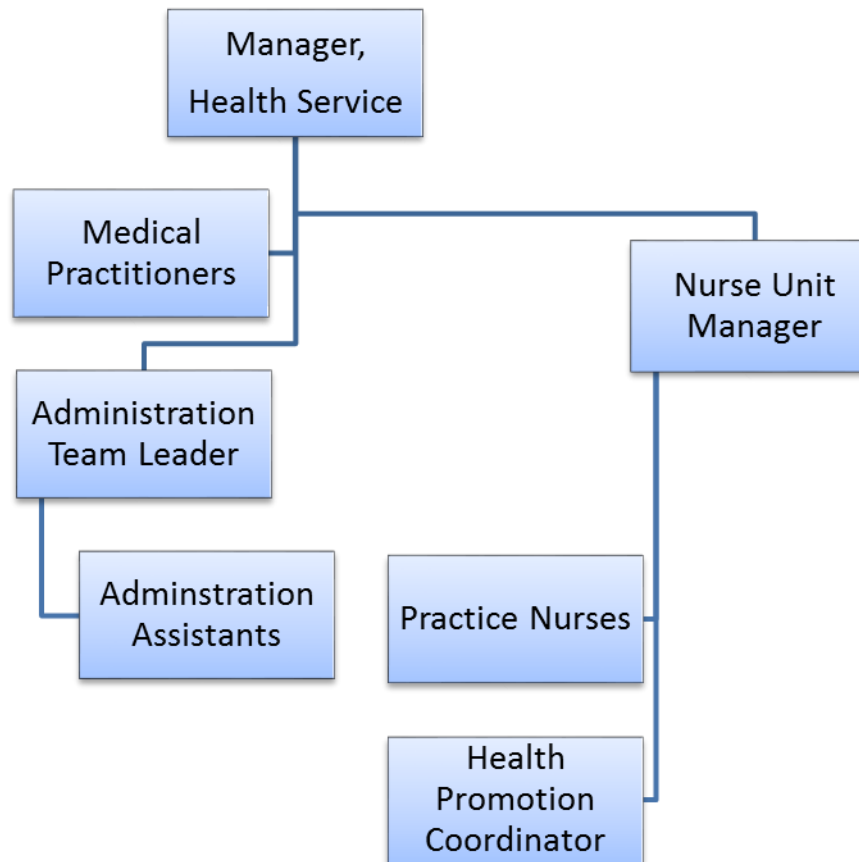 Manager,
Health Service
Medical
Practitioners
Nurse Unit
Manager
Administration
Team Leader
Adminstration
Assistants
Practice Nurses
Health
Promotion
Coordinator